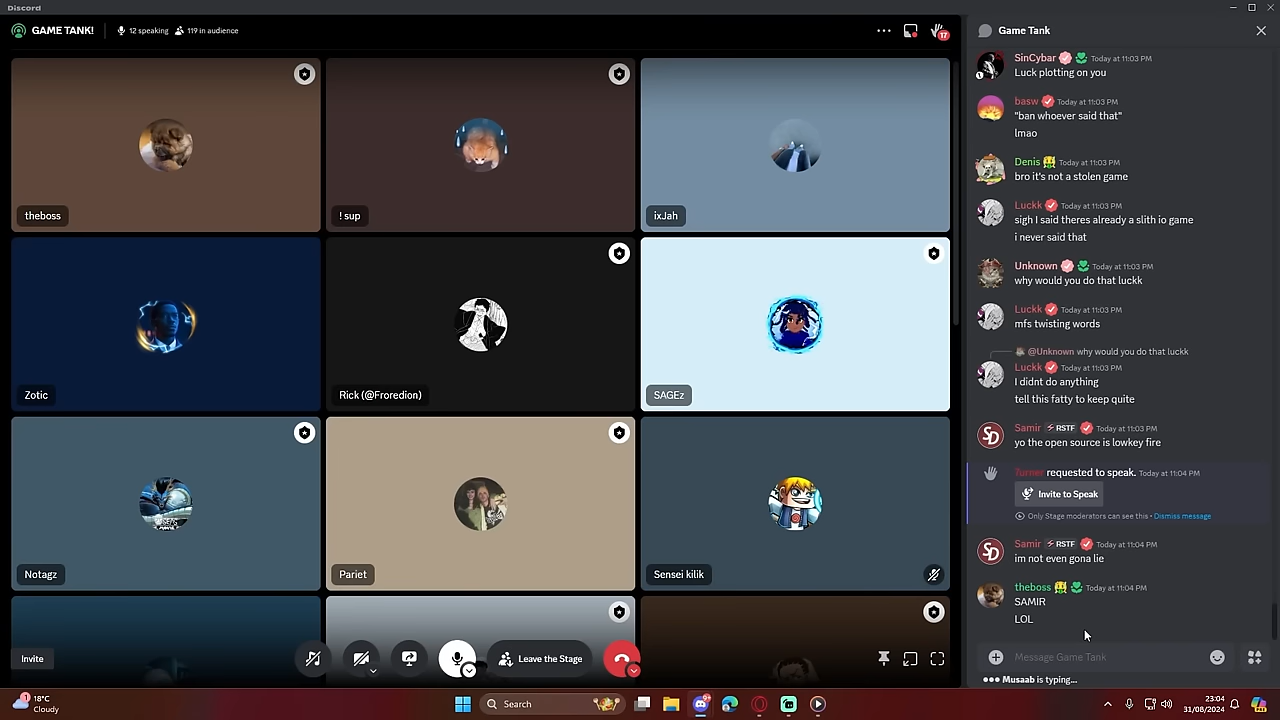 Discord
GAME TANK!
12 speaking
119 in audience
17
theboss
! sup
ixJah
Zotic
Rick (@Froredion)
SAGEz
Notagz
Pariet
Sensei kilik
Invite
Leave the Stage
Game Tank
SinCybar Today at 11:03 PM
Luck plotting on you
basw Today at 11:03 PM
"ban whoever said that"
lmao
Denis Today at 11:03 PM
bro it's not a stolen game
Luckk Today at 11:03 PM
sigh I said theres already a slith io game
i never said that
Unknown Today at 11:03 PM
why would you do that luckk
Luckk Today at 11:03 PM
mfs twisting words
@Unknown why would you do that luckk
Luckk Today at 11:03 PM
I didnt do anything
tell this fatty to keep quite
Samir RSTF Today at 11:03 PM
yo the open source is lowkey fire
Turner requested to speak. Today at 11:04 PM
Invite to Speak
Only Stage moderators can see this • Dismiss message
Samir RSTF Today at 11:04 PM
im not even gona lie
theboss Today at 11:04 PM
SAMIR
LOL
Message Game Tank
Musaab is typing...
1
18°C
Cloudy
Search
23:04
31/08/2024